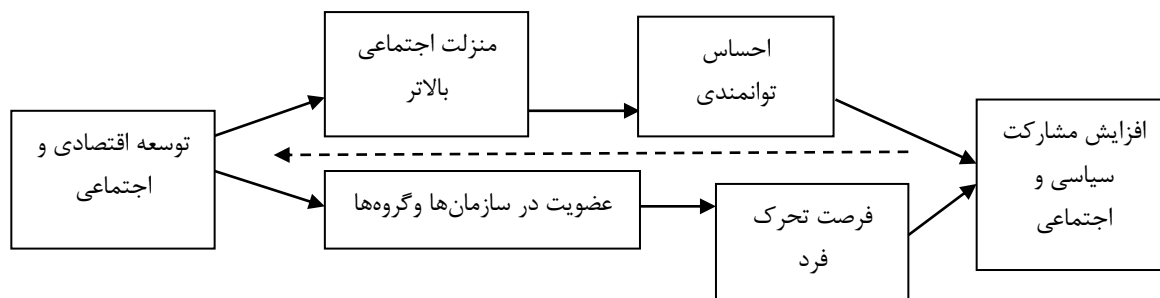 توسعه اقتصادی و
اجتماعی
منزلت اجتماعی
بالاتر
احساس
توانمندی
عضویت در سازمان‌ها وگروه‌ها
فرصت تحرک
فرد
افزایش مشارکت
سیاسی و
اجتماعی